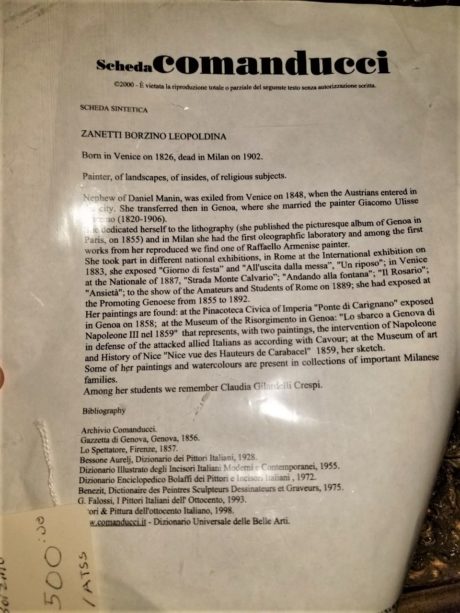 Scheda comanducci
©2000 - È vietata la riproduzione totale o parziale del seguente testo senza autorizzazione scritta.
SCHEDA SINTETICA
ZANETTI BORZINO LEOPOLDINA
Born in Venice on 1826, dead in Milan on 1902.
Painter, of landscapes, of insides, of religious subjects.
Nephew of Daniel Manin, was exiled from Venice on 1848, when the Austrians entered in
city. She transferred then in Genoa, where she married the painter Giacomo Ulisse
(1820-1906).
She dedicated herself to the lithography (she published the picturesque album of Genoa in
Paris, on 1855) and in Milan she had the first oleographfic laboratory and among the first
works from her reproduced we find one of Raffaello Armenise painter.
She took part in different national exhibitions, in Rome at the International exhibition on
1883, she exposed "Giorno di festa" and "All'uscita dalla messa", "Un riposo"; in Venice
at the Nationale of 1887, "Strada Monte Calvario"; "Andando alla fontana"; "Il Rosario";
"Ansietà"; to the show of the Amateurs and Students of Rome on 1889; she had exposed at
the Promoting Genoese from 1855 to 1892.
Her paintings are found: at the Pinacoteca Civica of Imperia "Ponte di Carignano" exposed
in Genoa on 1858; at the Museum of the Risorgimento in Genoa: "Lo sbarco a Genova di
Napoleone III nel 1859" that represents, with two paintings, the intervention of Napoleone
in defense of the attacked allied Italians as according with Cavour; at the Museum of art
and History of Nice "Nice vue des Hauteurs de Carabacel" 1859, her sketch.
Some of her paintings and watercolours are present in collections of important Milanese
families.
Among her students we remember Claudia Crespi.
Bibliography
Archivio Comanducci.
Gazzetta di Genova, Genova, 1856.
Lo Spettatore, Firenze, 1857.
Bessone Aurelj, Dizionario dei Pittori Italiani, 1928.
Dizionario Illustrato degli Incisori Italiani Moderni e Contemporanei, 1955.
Dizionario Enciclopedico Bolaffi dei Pittori e Incisori Italiani , 1972.
Benezit, Dictionaire des Peintres Sculpteurs Dessinateurs et Graveurs, 1975.
G. Falossi, I Pittori Italiani dell' Ottocento, 1993.
ori & Pittura dell'ottocento Italiano, 1998.
w.comanducci.it - Dizionario Universale delle Belle Arti.
500.00
/ATSS